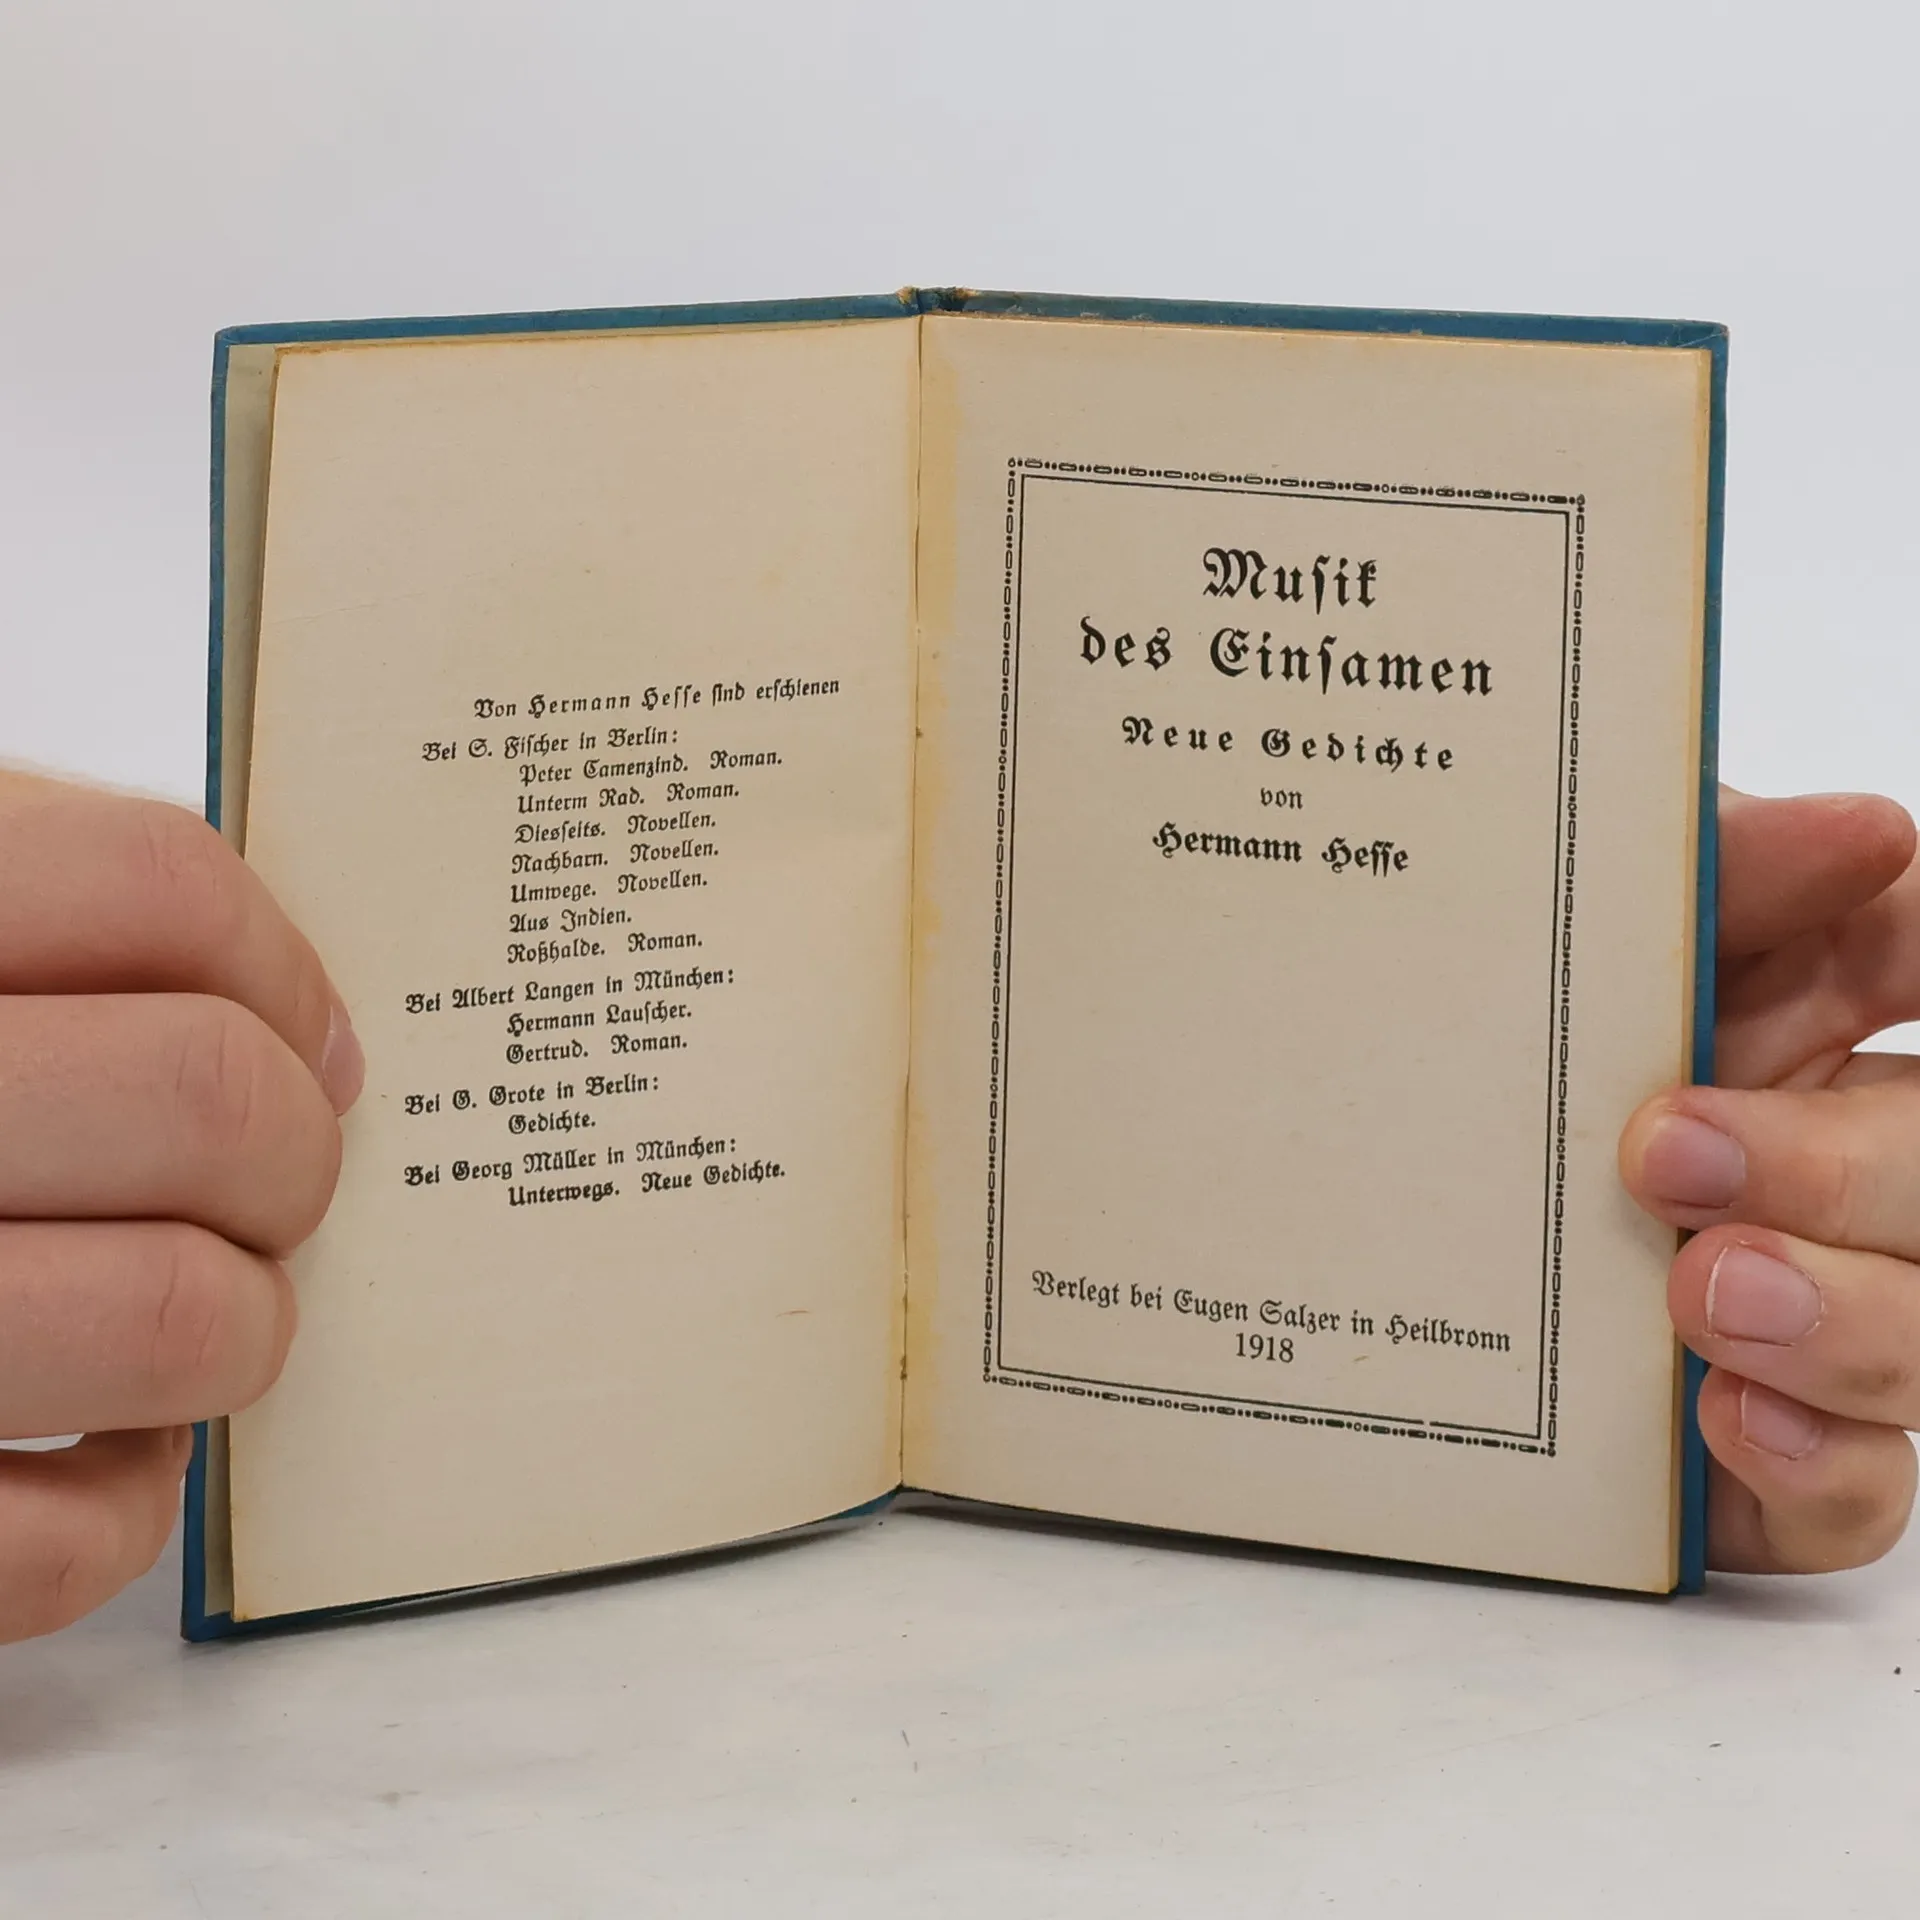 Von Hermann Hesse sind erschienen
Bei S. Fischer in Berlin:
Peter Camenzind. Roman.
Unterm Rad. Roman.
Diesseits. Novellen.
Nachbarn. Novellen.
Umwege. Novellen.
Aus Indien.
Roßhalde. Roman.
Bei Albert Langen in München:
Hermann Lauscher.
Gertrud. Roman.
Bei G. Grote in Berlin:
Gedichte.
Bei Georg Müller in München:
Unterwegs. Neue Gedichte.
Musik
des Einsamen
Neue Gedichte
von
Hermann Hesse
Verlegt bei Eugen Salzer in Heilbronn
1918